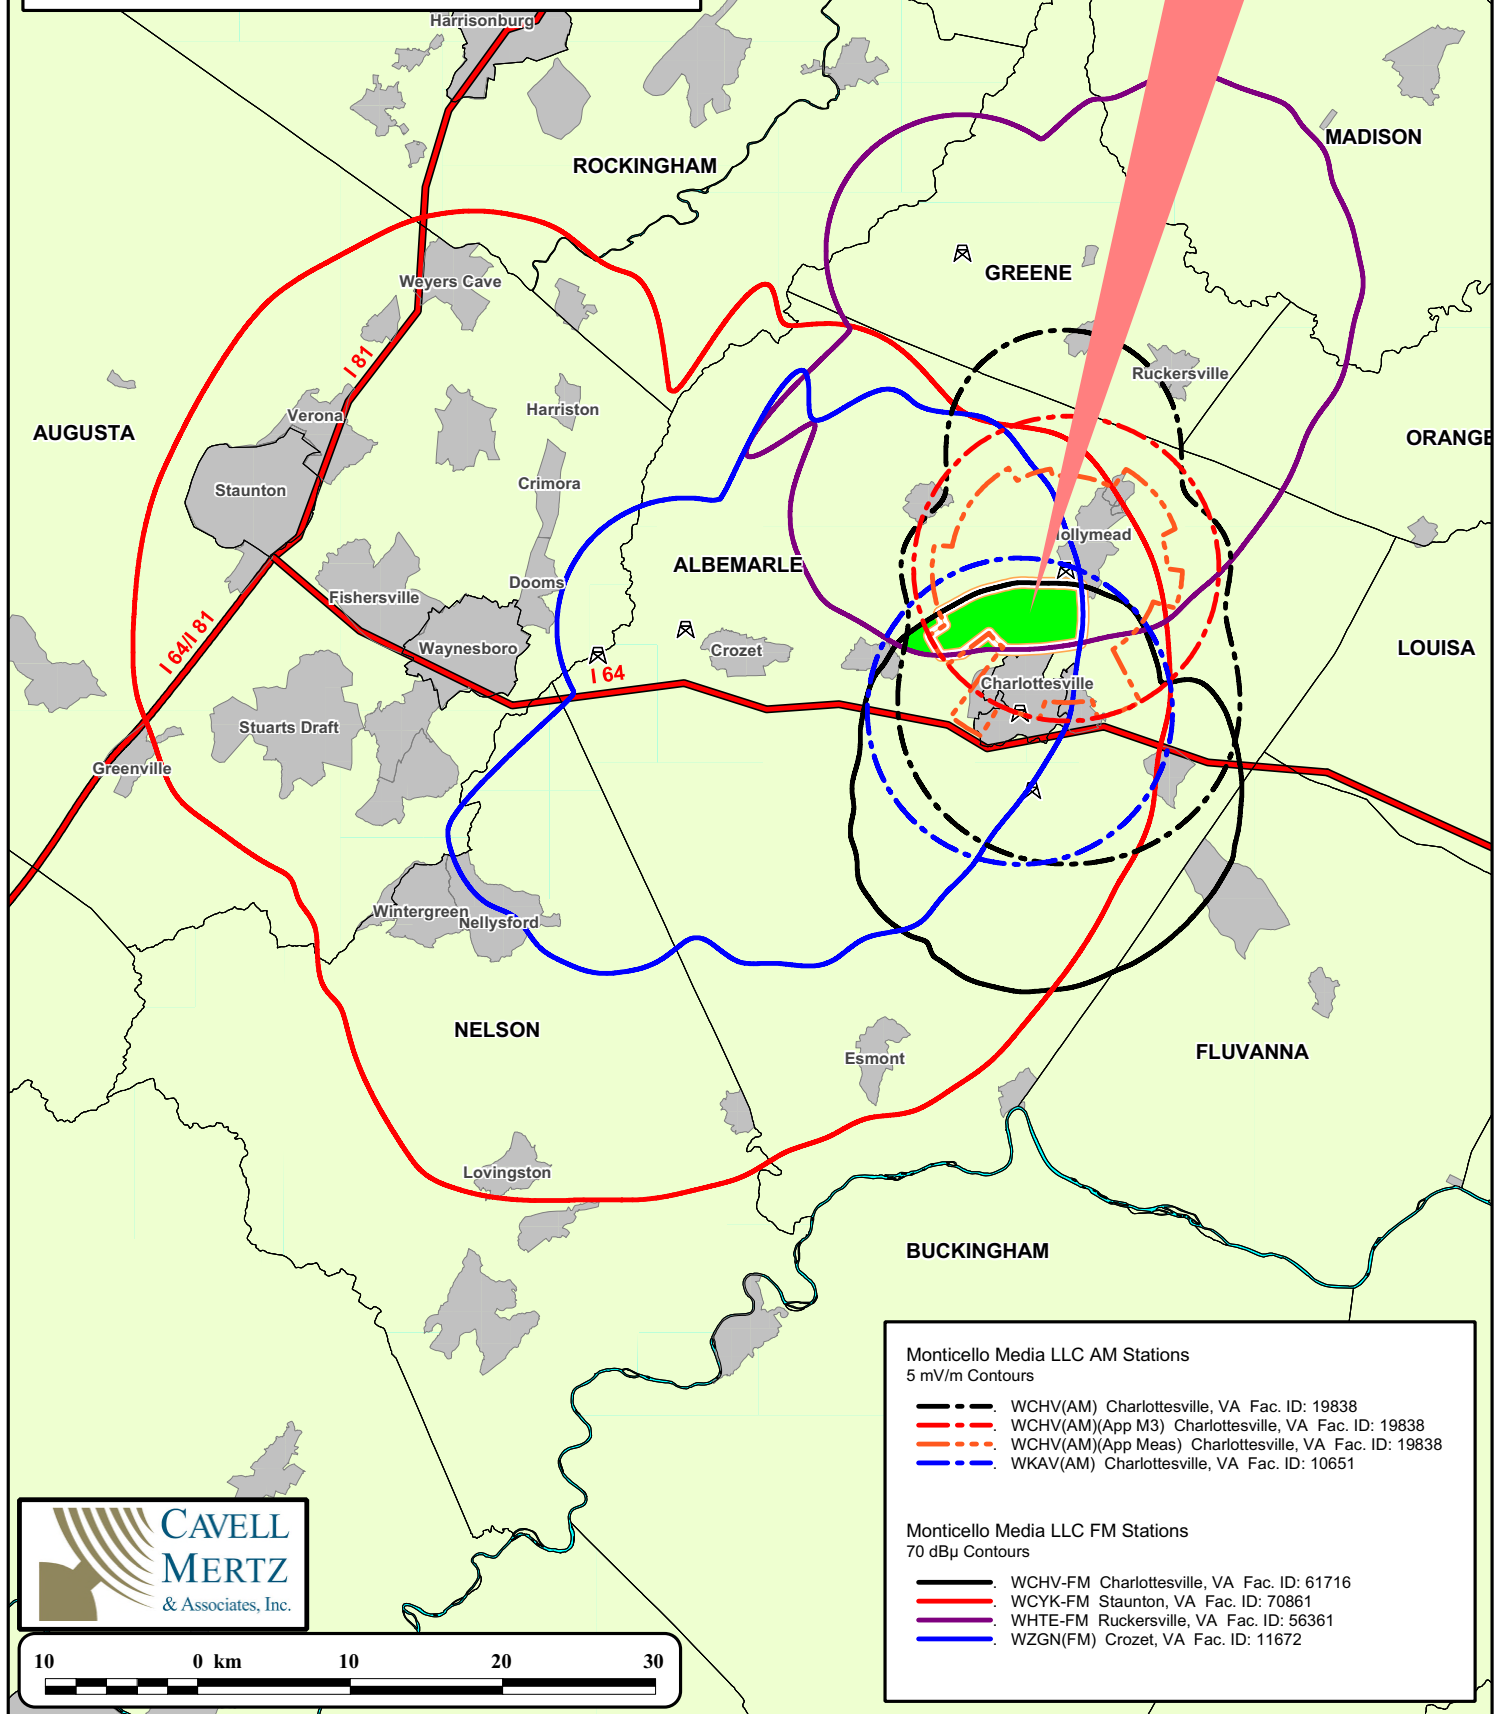 Harrisonburg
MADISON
ROCKINGHAM
GREENE
Weyers Cave
I 81
Ruckersville
Harriston
Verona
AUGUSTA
ORANGE
Staunton
Crimora
Hollymead
ALBEMARLE
Dooms
Fishersville
I 64/I 81
Waynesboro
Crozet
LOUISA
I 64
Charlottesville
Stuarts Draft
Greenville
Wintergreen
Nellysford
NELSON
Esmont
FLUVANNA
Lovingston
BUCKINGHAM
Monticello Media LLC AM Stations
5 mV/m Contours
WCHV(AM) Charlottesville, VA Fac. ID: 19838
WCHV(AM)(App M3) Charlottesville, VA Fac. ID: 19838
WCHV(AM)(App Meas) Charlottesville, VA Fac. ID: 19838
WKAV(AM) Charlottesville, VA Fac. ID: 10651
Monticello Media LLC FM Stations
70 dBµ Contours
WCHV-FM Charlottesville, VA Fac. ID: 61716
WCYK-FM Staunton, VA Fac. ID: 70861
WHTE-FM Ruckersville, VA Fac. ID: 56361
WZGN(FM) Crozet, VA Fac. ID: 11672
CAVELL
MERTZ
& Associates, Inc.
10 0 km 10 20 30